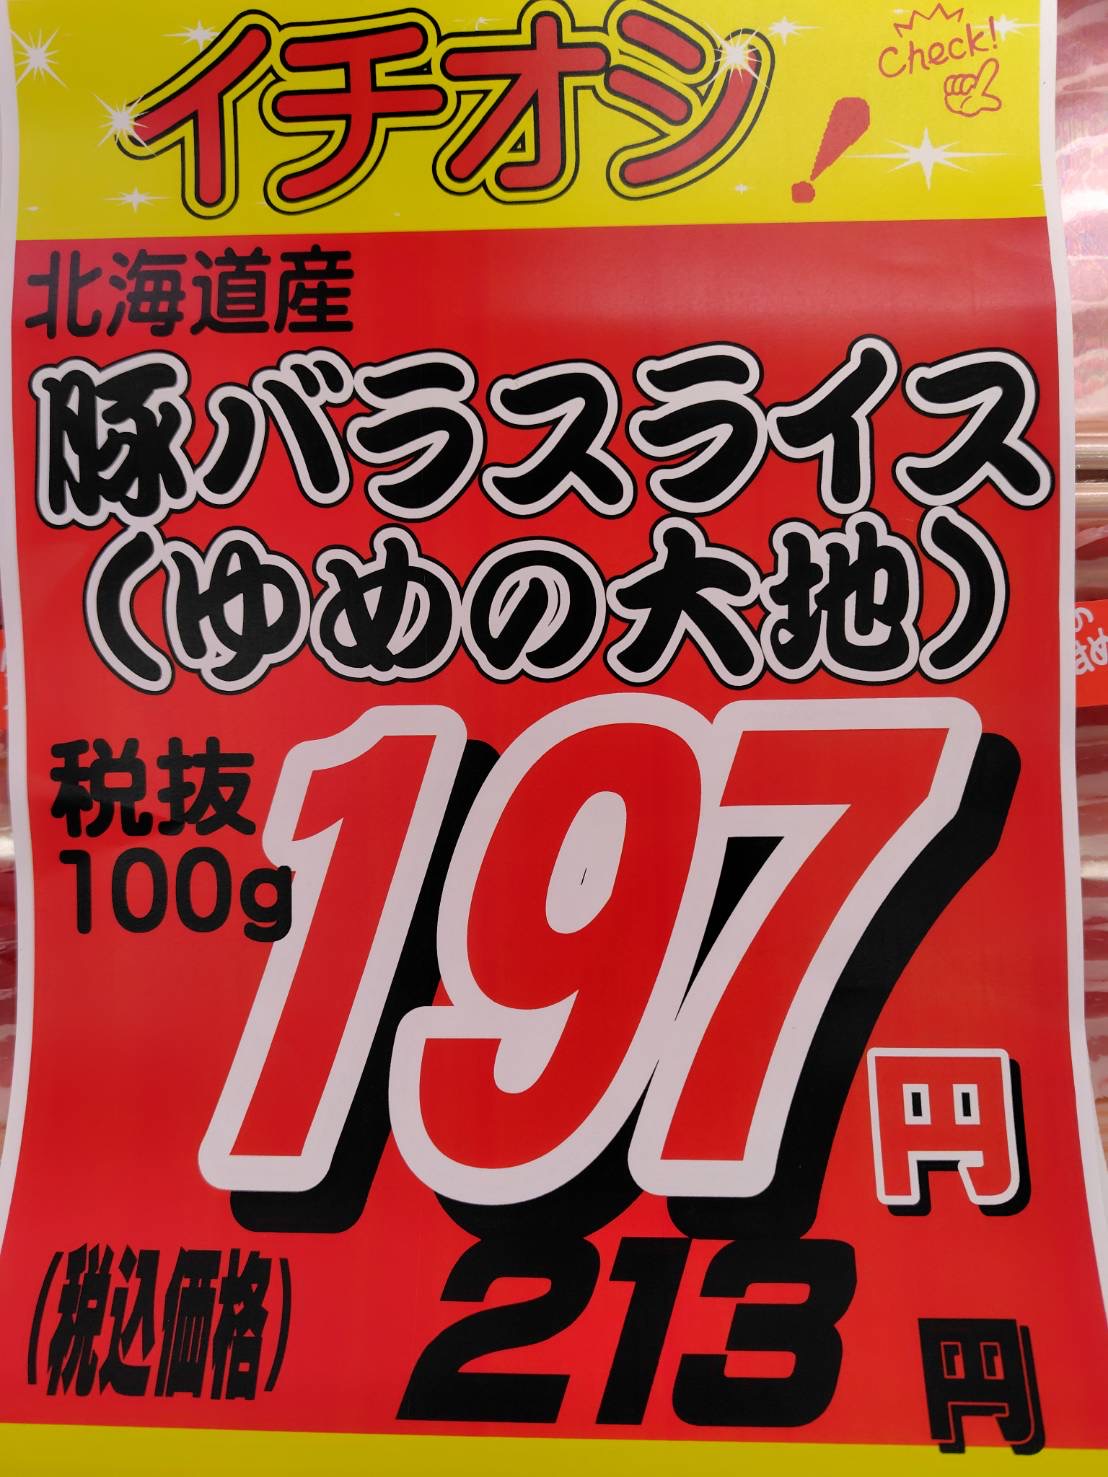 イチオシ!
Check!
北海道産
豚バラスライス
(ゆめの大地)
税抜
100g
197円
(税込価格)
213円